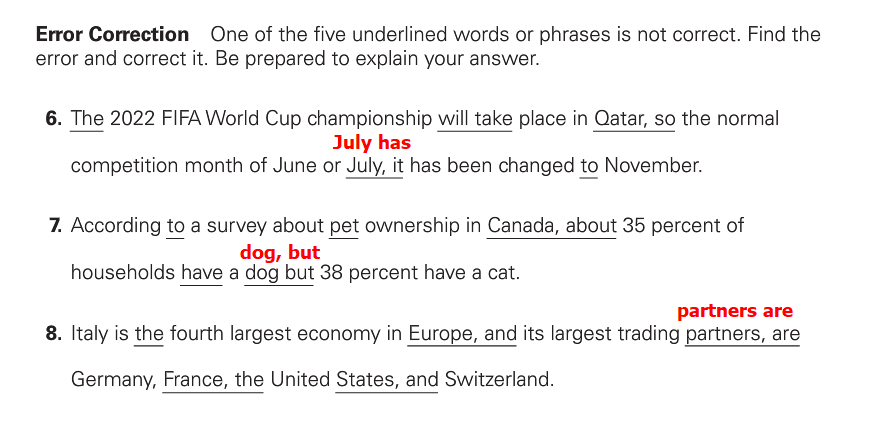 Error Correction One of the five underlined words or phrases is not correct. Find the
error and correct it. Be prepared to explain your answer.
6. The 2022 FIFA World Cup championship will take place in Qatar, so the normal
July has
competition month of June or July, it has been changed to November.
7. According to a survey about pet ownership in Canada, about 35 percent of
dog, but
households have a dog but 38 percent have a cat.
partners are
8. Italy is the fourth largest economy in Europe, and its largest trading partners, are
Germany, France, the United States, and Switzerland.